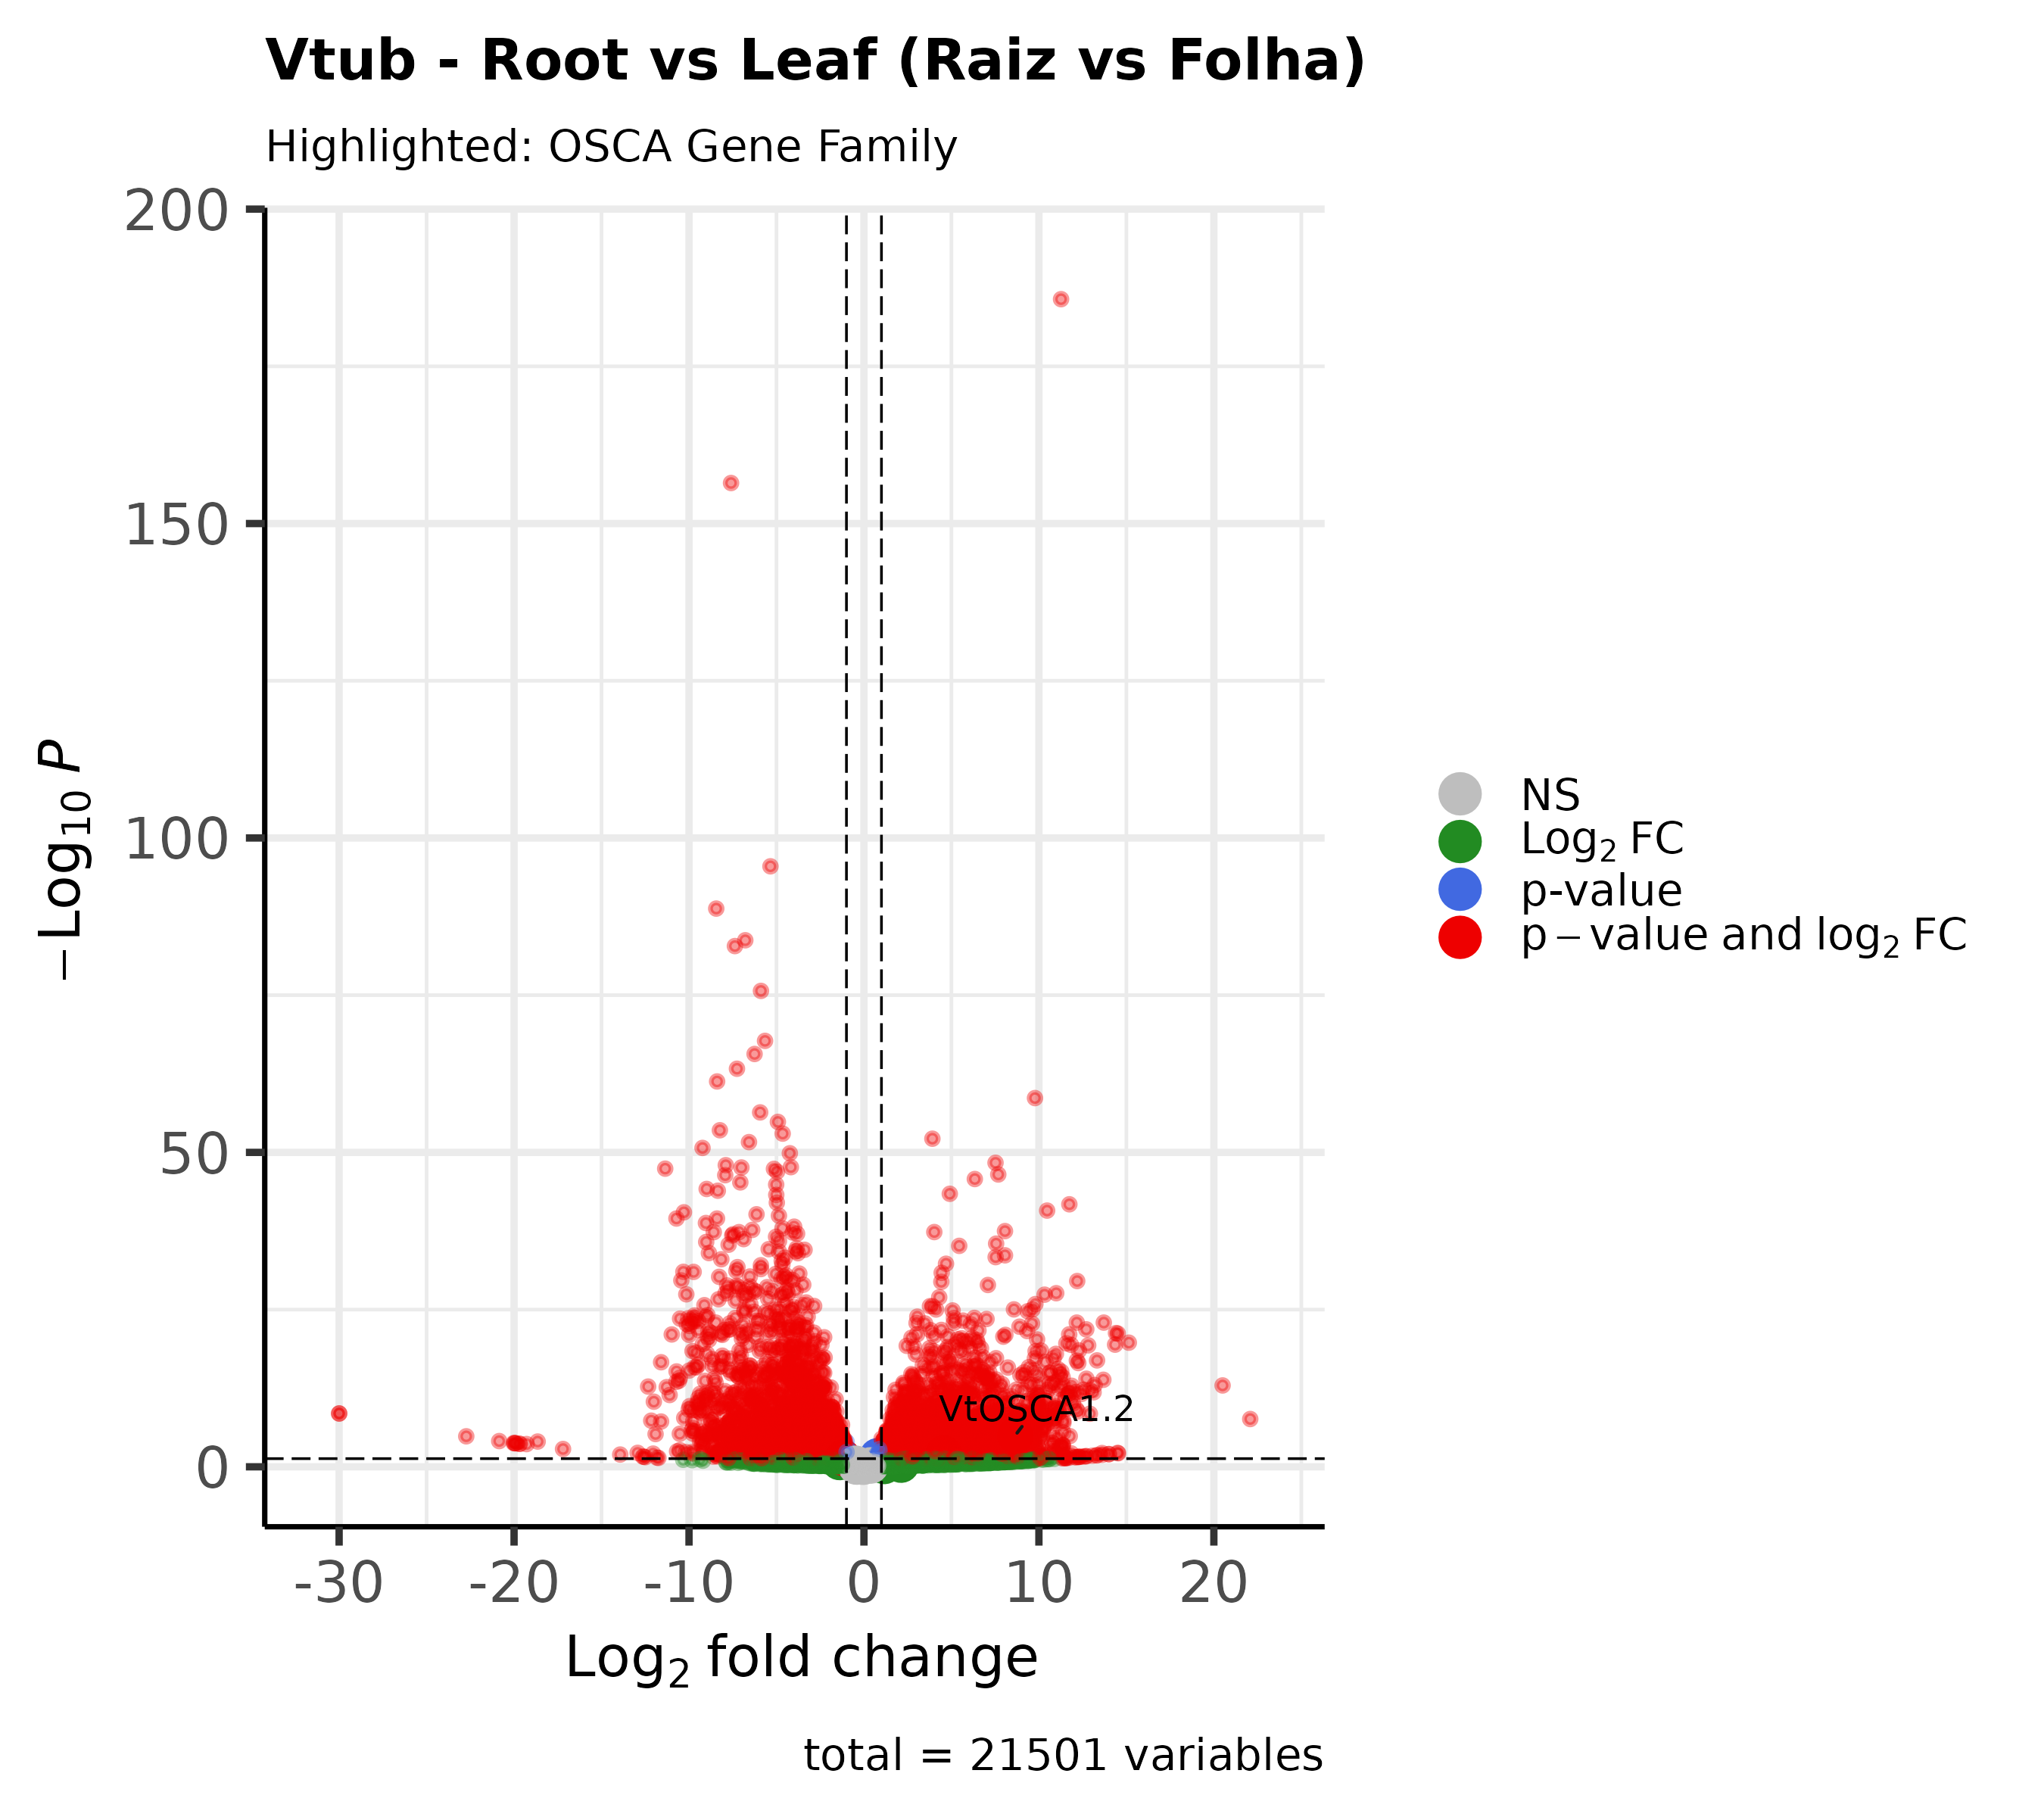 Vtub - Root vs Leaf (Raiz vs Folha)
Highlighted: OSCA Gene Family
200
150
100
50
0
−Log₁₀ P
VtOSCA1.2
NS
Log₂ FC
p-value
p − value and log₂ FC
-30 -20 -10 0 10 20
Log₂ fold change
total = 21501 variables